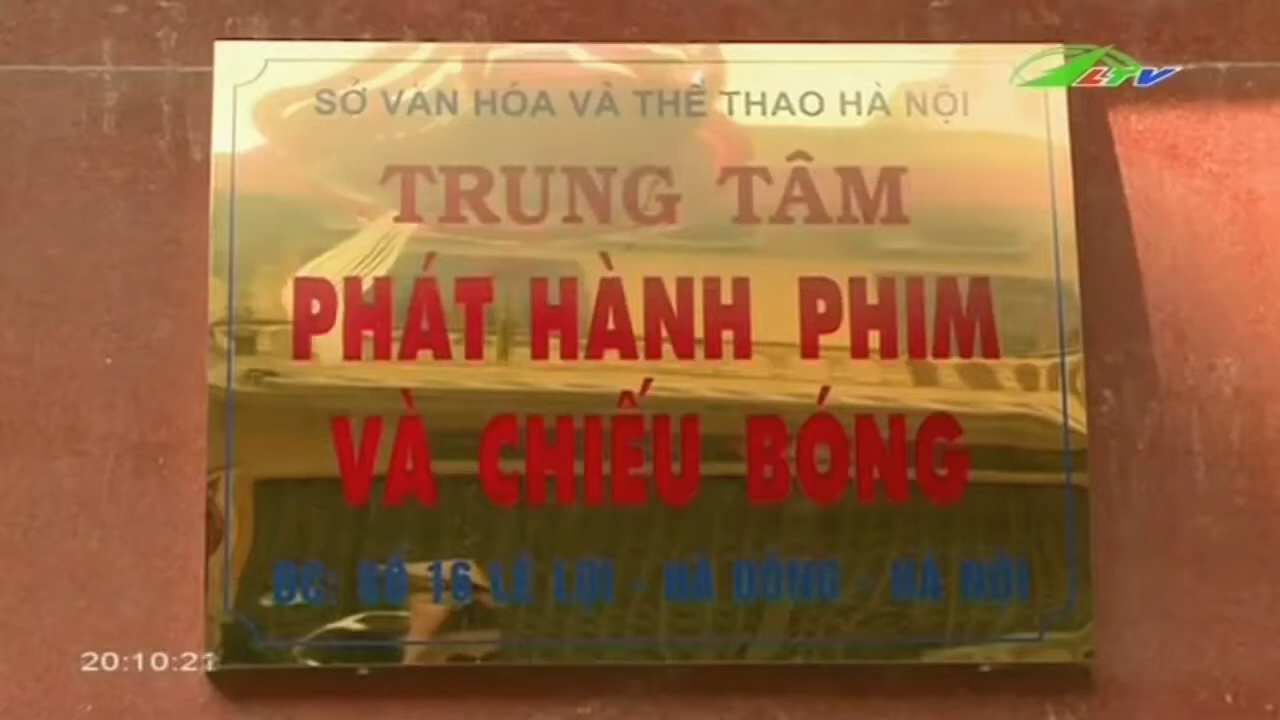 LTV
SỞ VĂN HÓA VÀ THỂ THAO HÀ NỘI
TRUNG TÂM
PHÁT HÀNH PHIM
VÀ CHIẾU BÓNG
ĐC: SỐ 16 LÊ LỢI - HÀ ĐÔNG - HÀ NỘI
20:10:21